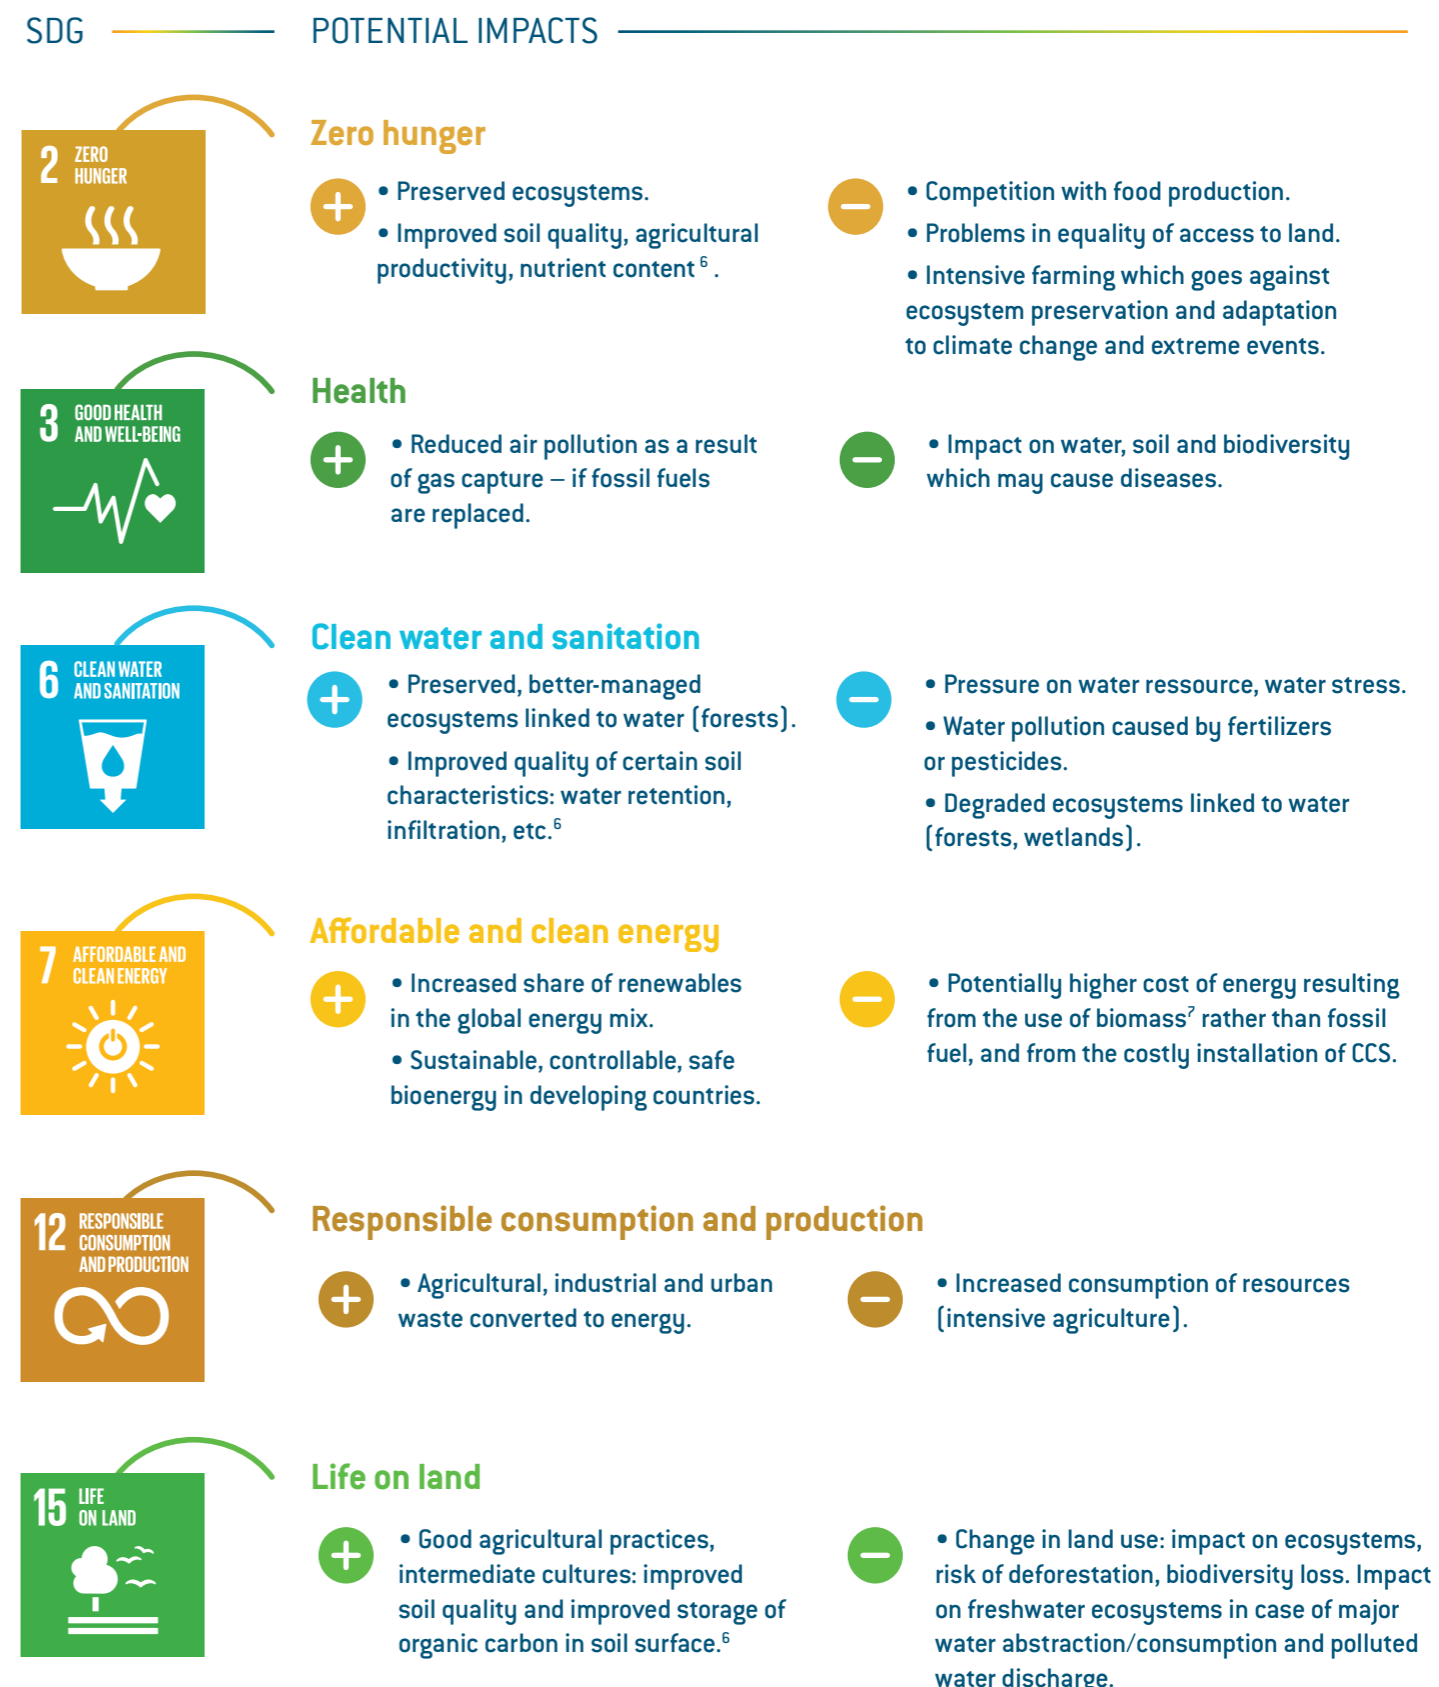 SDG
POTENTIAL IMPACTS
2 ZERO
HUNGER
Zero hunger
• Preserved ecosystems.
• Improved soil quality, agricultural
productivity, nutrient content 6 .
• Competition with food production.
• Problems in equality of access to land.
• Intensive farming which goes against
ecosystem preservation and adaptation
to climate change and extreme events.
3 GOOD HEALTH
AND WELL-BEING
Health
• Reduced air pollution as a result
of gas capture – if fossil fuels
are replaced.
• Impact on water, soil and biodiversity
which may cause diseases.
6 CLEAN WATER
AND SANITATION
Clean water and sanitation
• Preserved, better-managed
ecosystems linked to water (forests).
• Improved quality of certain soil
characteristics: water retention,
infiltration, etc.6
• Pressure on water ressource, water stress.
• Water pollution caused by fertilizers
or pesticides.
• Degraded ecosystems linked to water
(forests, wetlands).
7 AFFORDABLE AND
CLEAN ENERGY
Affordable and clean energy
• Increased share of renewables
in the global energy mix.
• Sustainable, controllable, safe
bioenergy in developing countries.
• Potentially higher cost of energy resulting
from the use of biomass7 rather than fossil
fuel, and from the costly installation of CCS.
12 RESPONSIBLE
CONSUMPTION
AND PRODUCTION
Responsible consumption and production
• Agricultural, industrial and urban
waste converted to energy.
• Increased consumption of resources
(intensive agriculture).
15 LIFE
ON LAND
Life on land
• Good agricultural practices,
intermediate cultures: improved
soil quality and improved storage of
organic carbon in soil surface.6
• Change in land use: impact on ecosystems,
risk of deforestation, biodiversity loss. Impact
on freshwater ecosystems in case of major
water abstraction/consumption and polluted
water discharge.